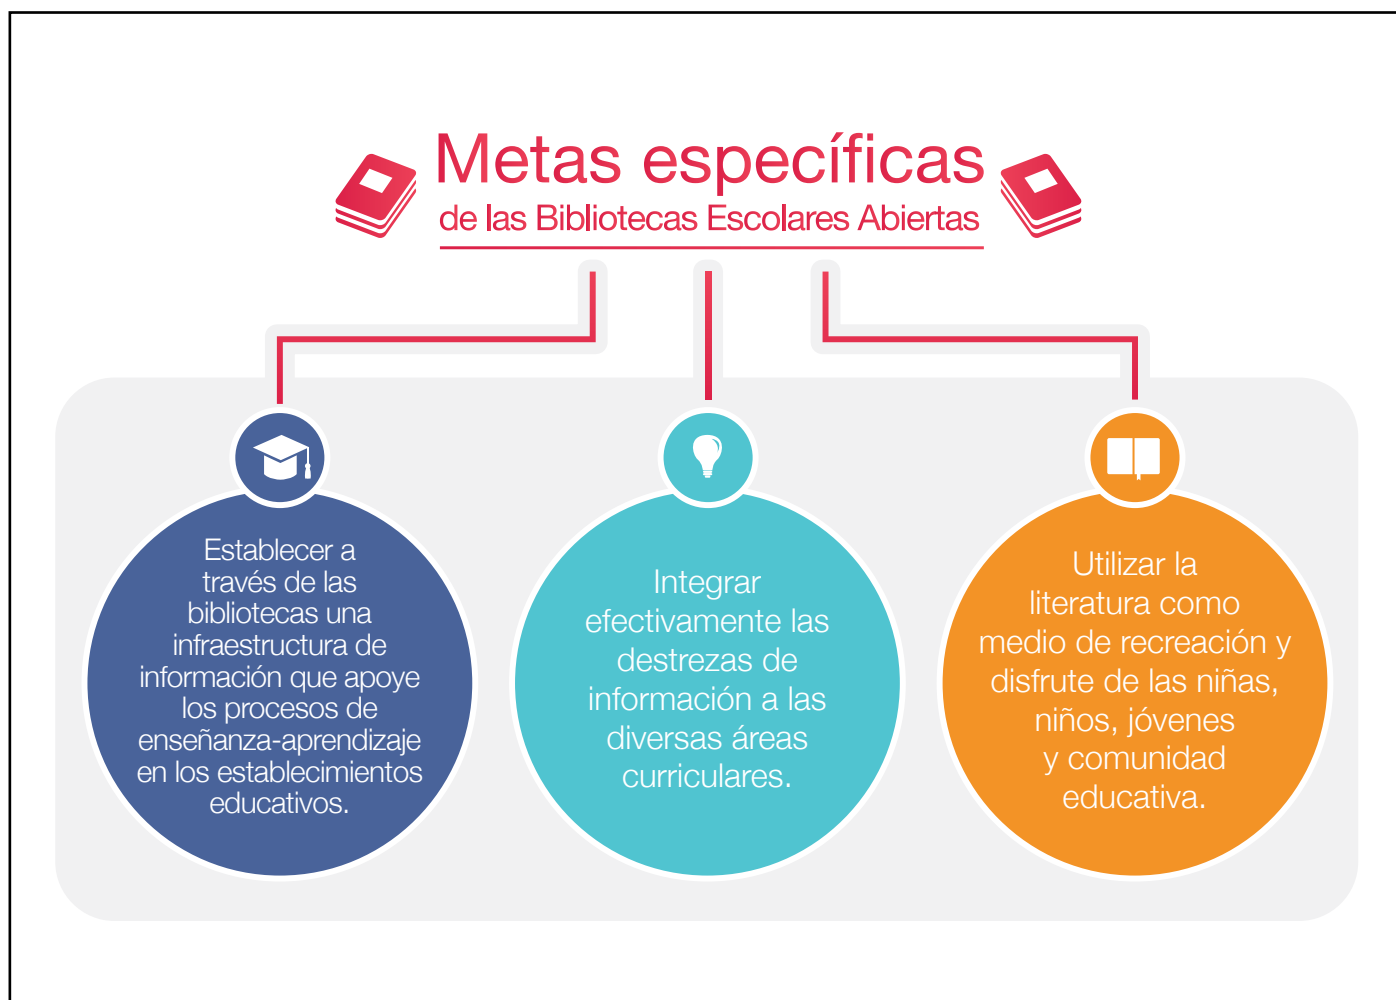 Metas específicas
de las Bibliotecas Escolares Abiertas
Establecer a
través de las
bibliotecas una
infraestructura de
información que apoye
los procesos de
enseñanza-aprendizaje
en los establecimientos
educativos.
Integrar
efectivamente las
destrezas de
información a las
diversas áreas
curriculares.
Utilizar la
literatura como
medio de recreación y
disfrute de las niñas,
niños, jóvenes
y comunidad
educativa.